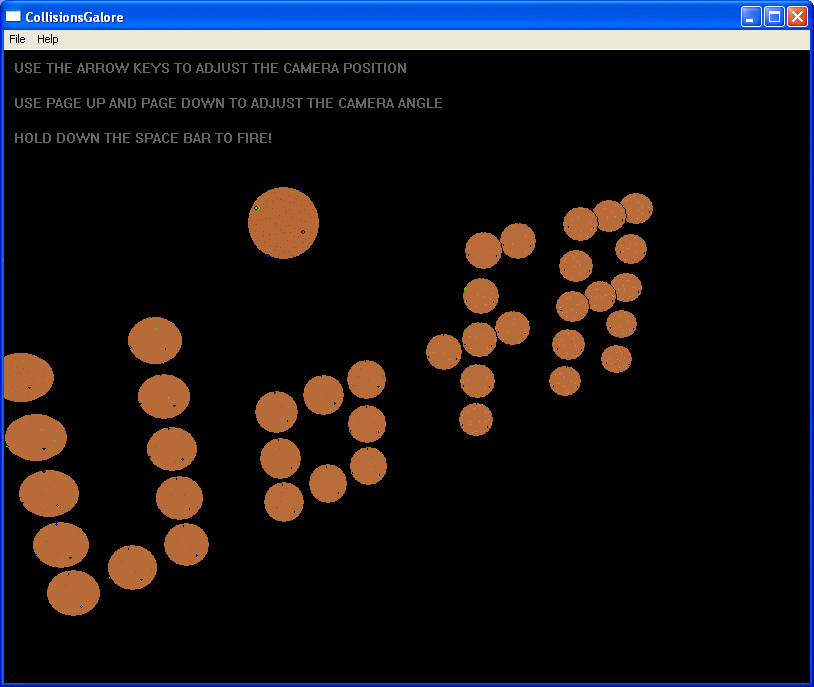 CollisionsGalore
File Help
USE THE ARROW KEYS TO ADJUST THE CAMERA POSITION
USE PAGE UP AND PAGE DOWN TO ADJUST THE CAMERA ANGLE
HOLD DOWN THE SPACE BAR TO FIRE!
UofA